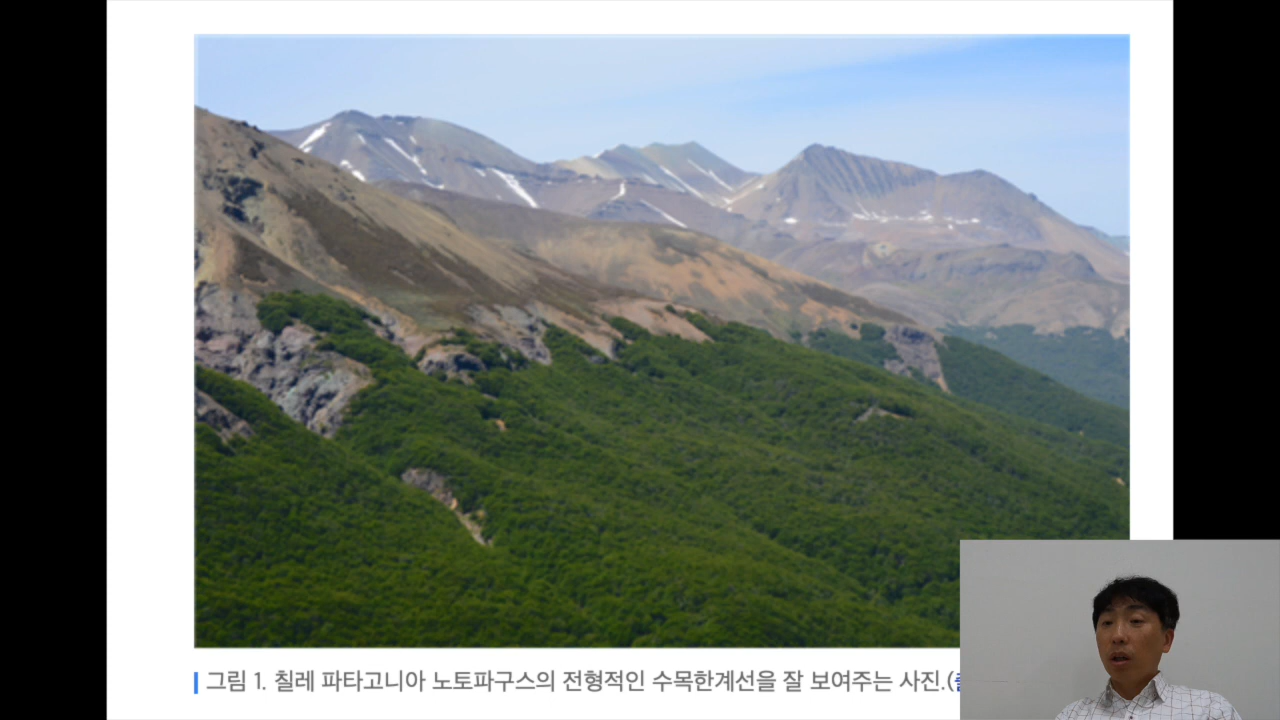 그림 1. 칠레 파타고니아 노토파구스의 전형적인 수목한계선을 잘 보여주는 사진.(